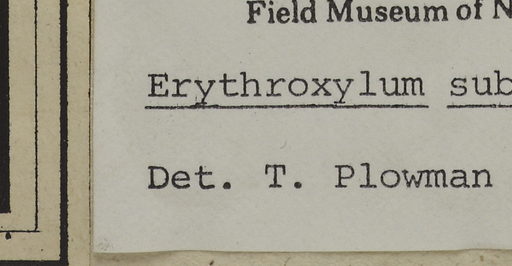 Field Museum of N
Erythroxylum sub
Det. T. Plowman